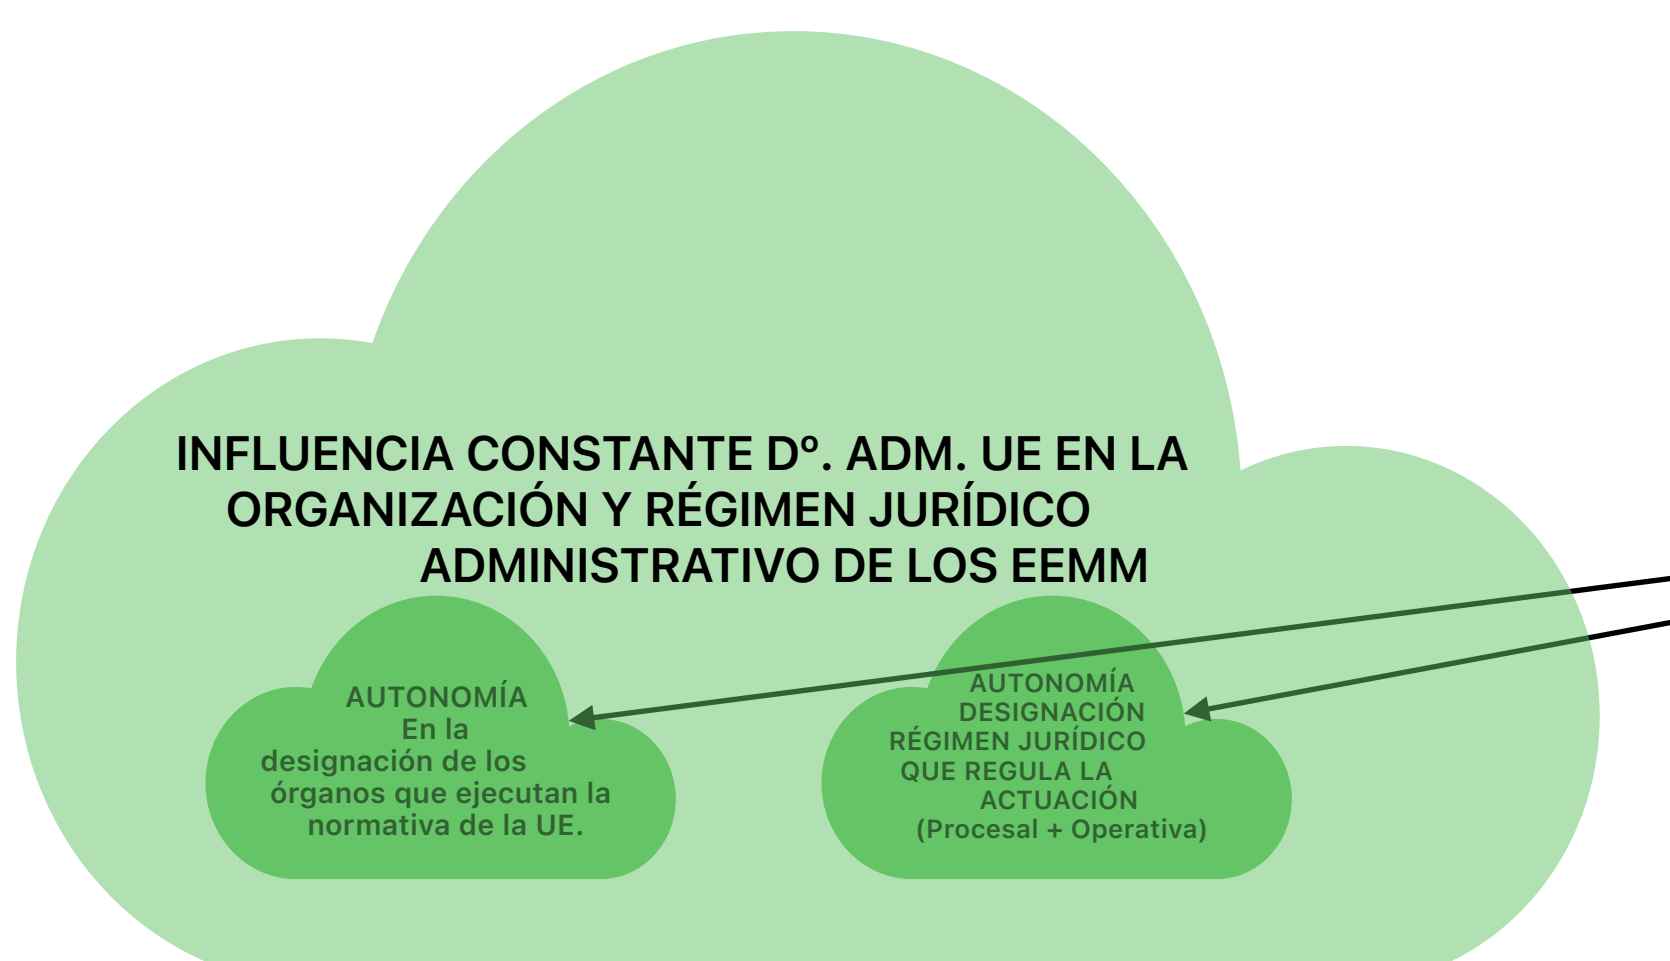 INFLUENCIA CONSTANTE Dº. ADM. UE EN LA
ORGANIZACIÓN Y RÉGIMEN JURÍDICO
ADMINISTRATIVO DE LOS EEMM
AUTONOMÍA
En la
designación de los
órganos que ejecutan la
normativa de la UE.
AUTONOMÍA
DESIGNACIÓN
RÉGIMEN JURÍDICO
QUE REGULA LA
ACTUACIÓN
(Procesal + Operativa)